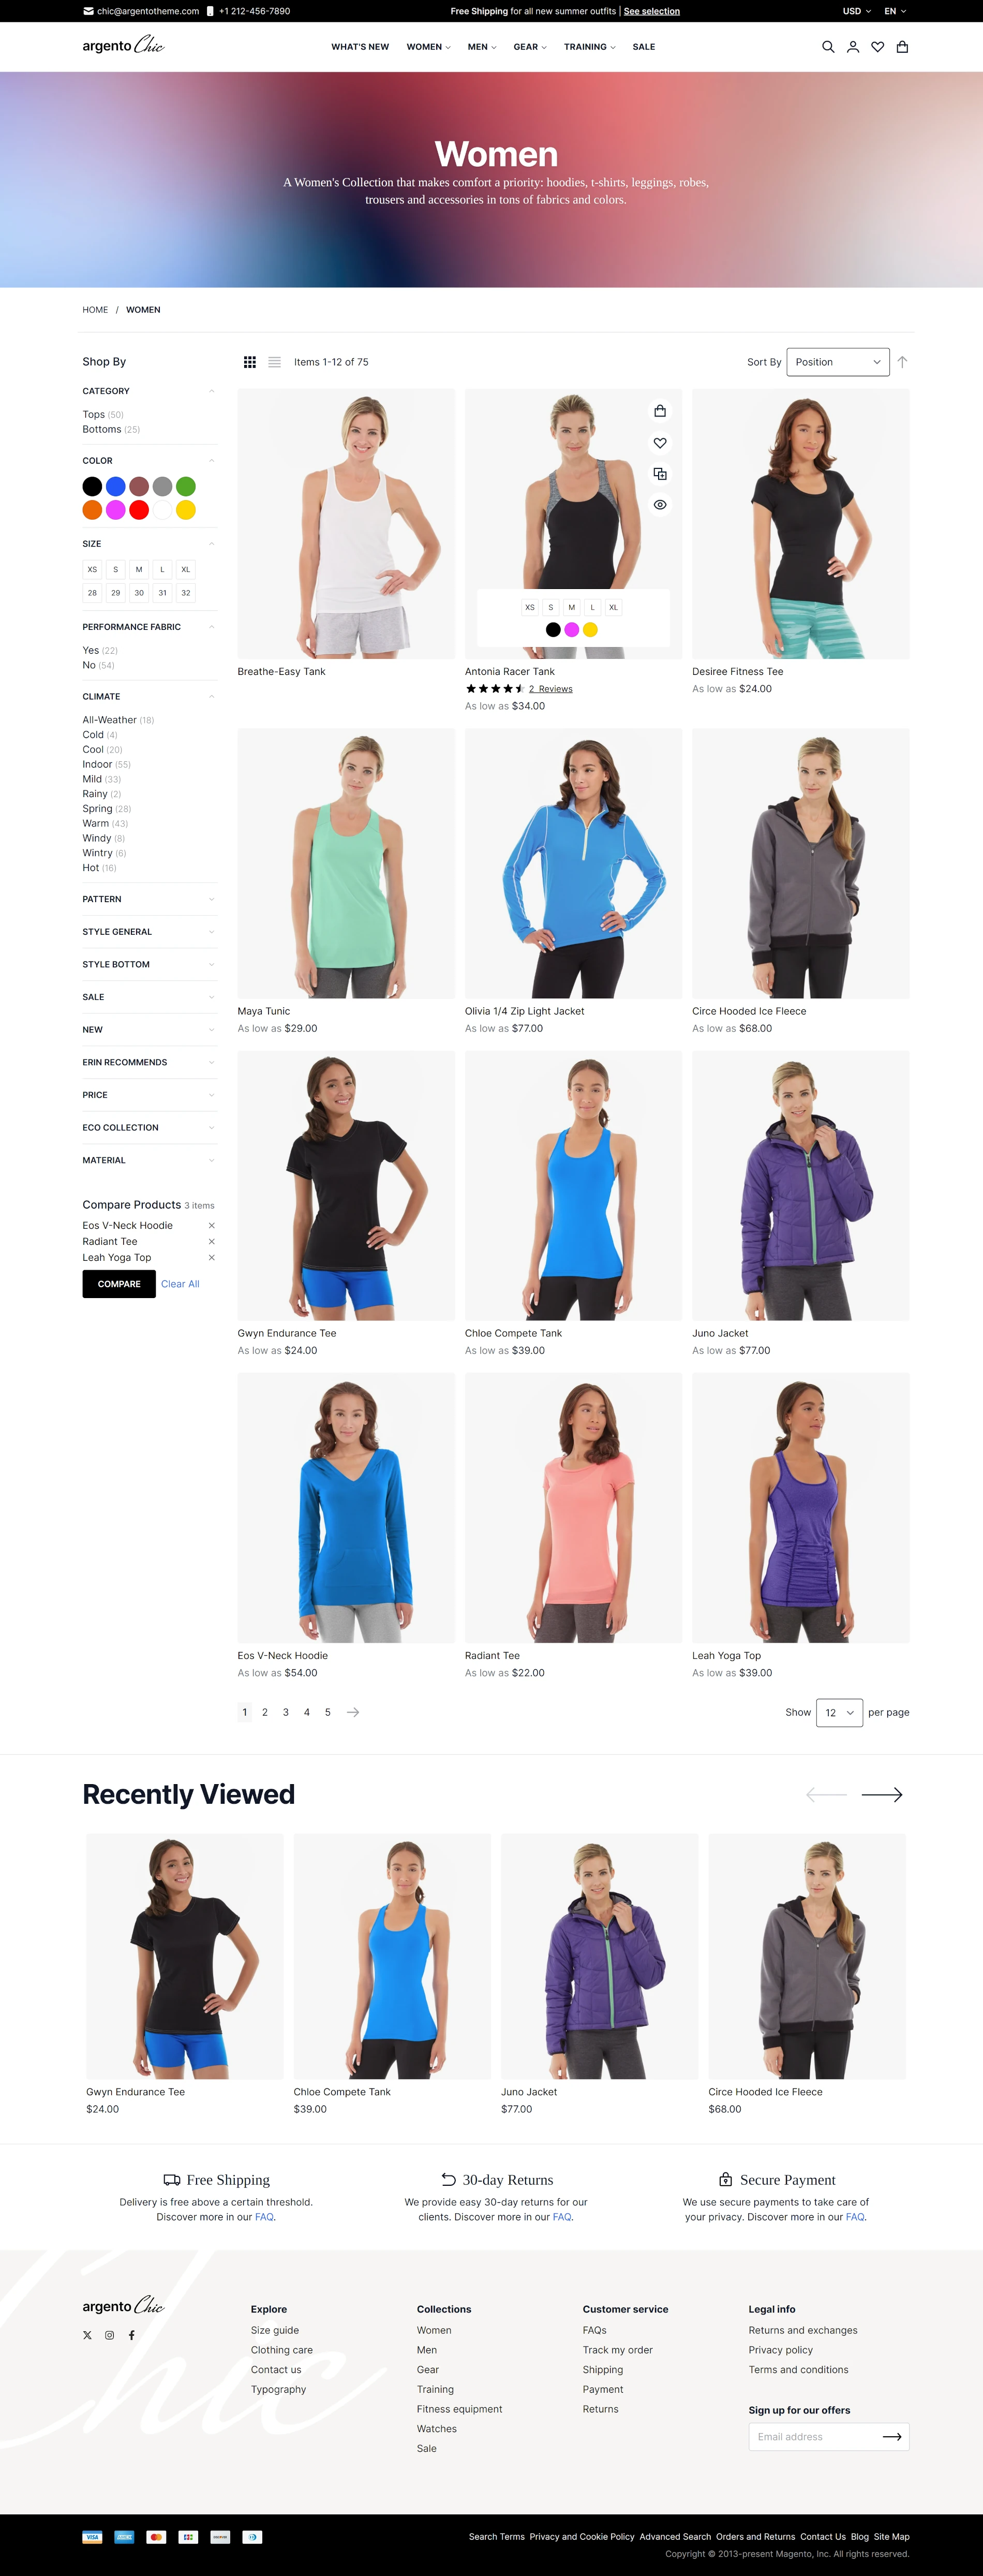 chic@argentotheme.com +1 212-456-7890 Free Shipping for all new summer outfits | See selection USD EN
argento Chic WHAT'S NEW WOMEN MEN GEAR TRAINING SALE
Women
A Women's Collection that makes comfort a priority: hoodies, t-shirts, leggings, robes,
trousers and accessories in tons of fabrics and colors.
HOME / WOMEN
Shop By
CATEGORY
Tops (50)
Bottoms (25)
COLOR
SIZE
XS S M L XL
28 29 30 31 32
PERFORMANCE FABRIC
Yes (22)
No (54)
CLIMATE
All-Weather (18)
Cold (4)
Cool (20)
Indoor (55)
Mild (33)
Rainy (2)
Spring (28)
Warm (43)
Windy (8)
Wintry (6)
Hot (16)
PATTERN
STYLE GENERAL
STYLE BOTTOM
SALE
NEW
ERIN RECOMMENDS
PRICE
ECO COLLECTION
MATERIAL
Compare Products 3 items
Eos V-Neck Hoodie
Radiant Tee
Leah Yoga Top
COMPARE Clear All
Items 1-12 of 75 Sort By Position
XS S M L XL
Breathe-Easy Tank
Antonia Racer Tank
2 Reviews
As low as $34.00
Desiree Fitness Tee
As low as $24.00
Maya Tunic
As low as $29.00
Olivia 1/4 Zip Light Jacket
As low as $77.00
Circe Hooded Ice Fleece
As low as $68.00
Gwyn Endurance Tee
As low as $24.00
Chloe Compete Tank
As low as $39.00
Juno Jacket
As low as $77.00
Eos V-Neck Hoodie
As low as $54.00
Radiant Tee
As low as $22.00
Leah Yoga Top
As low as $39.00
1 2 3 4 5 Show 12 per page
Recently Viewed
Gwyn Endurance Tee
$24.00
Chloe Compete Tank
$39.00
Juno Jacket
$77.00
Circe Hooded Ice Fleece
$68.00
Free Shipping
Delivery is free above a certain threshold.
Discover more in our FAQ.
30-day Returns
We provide easy 30-day returns for our
clients. Discover more in our FAQ.
Secure Payment
We use secure payments to take care of
your privacy. Discover more in our FAQ.
Chic
argento Chic
Explore
Size guide
Clothing care
Contact us
Typography
Collections
Women
Men
Gear
Training
Fitness equipment
Watches
Sale
Customer service
FAQs
Track my order
Shipping
Payment
Returns
Legal info
Returns and exchanges
Privacy policy
Terms and conditions
Sign up for our offers
Email address
VISA
Search Terms Privacy and Cookie Policy Advanced Search Orders and Returns Contact Us Blog Site Map
Copyright © 2013-present Magento, Inc. All rights reserved.